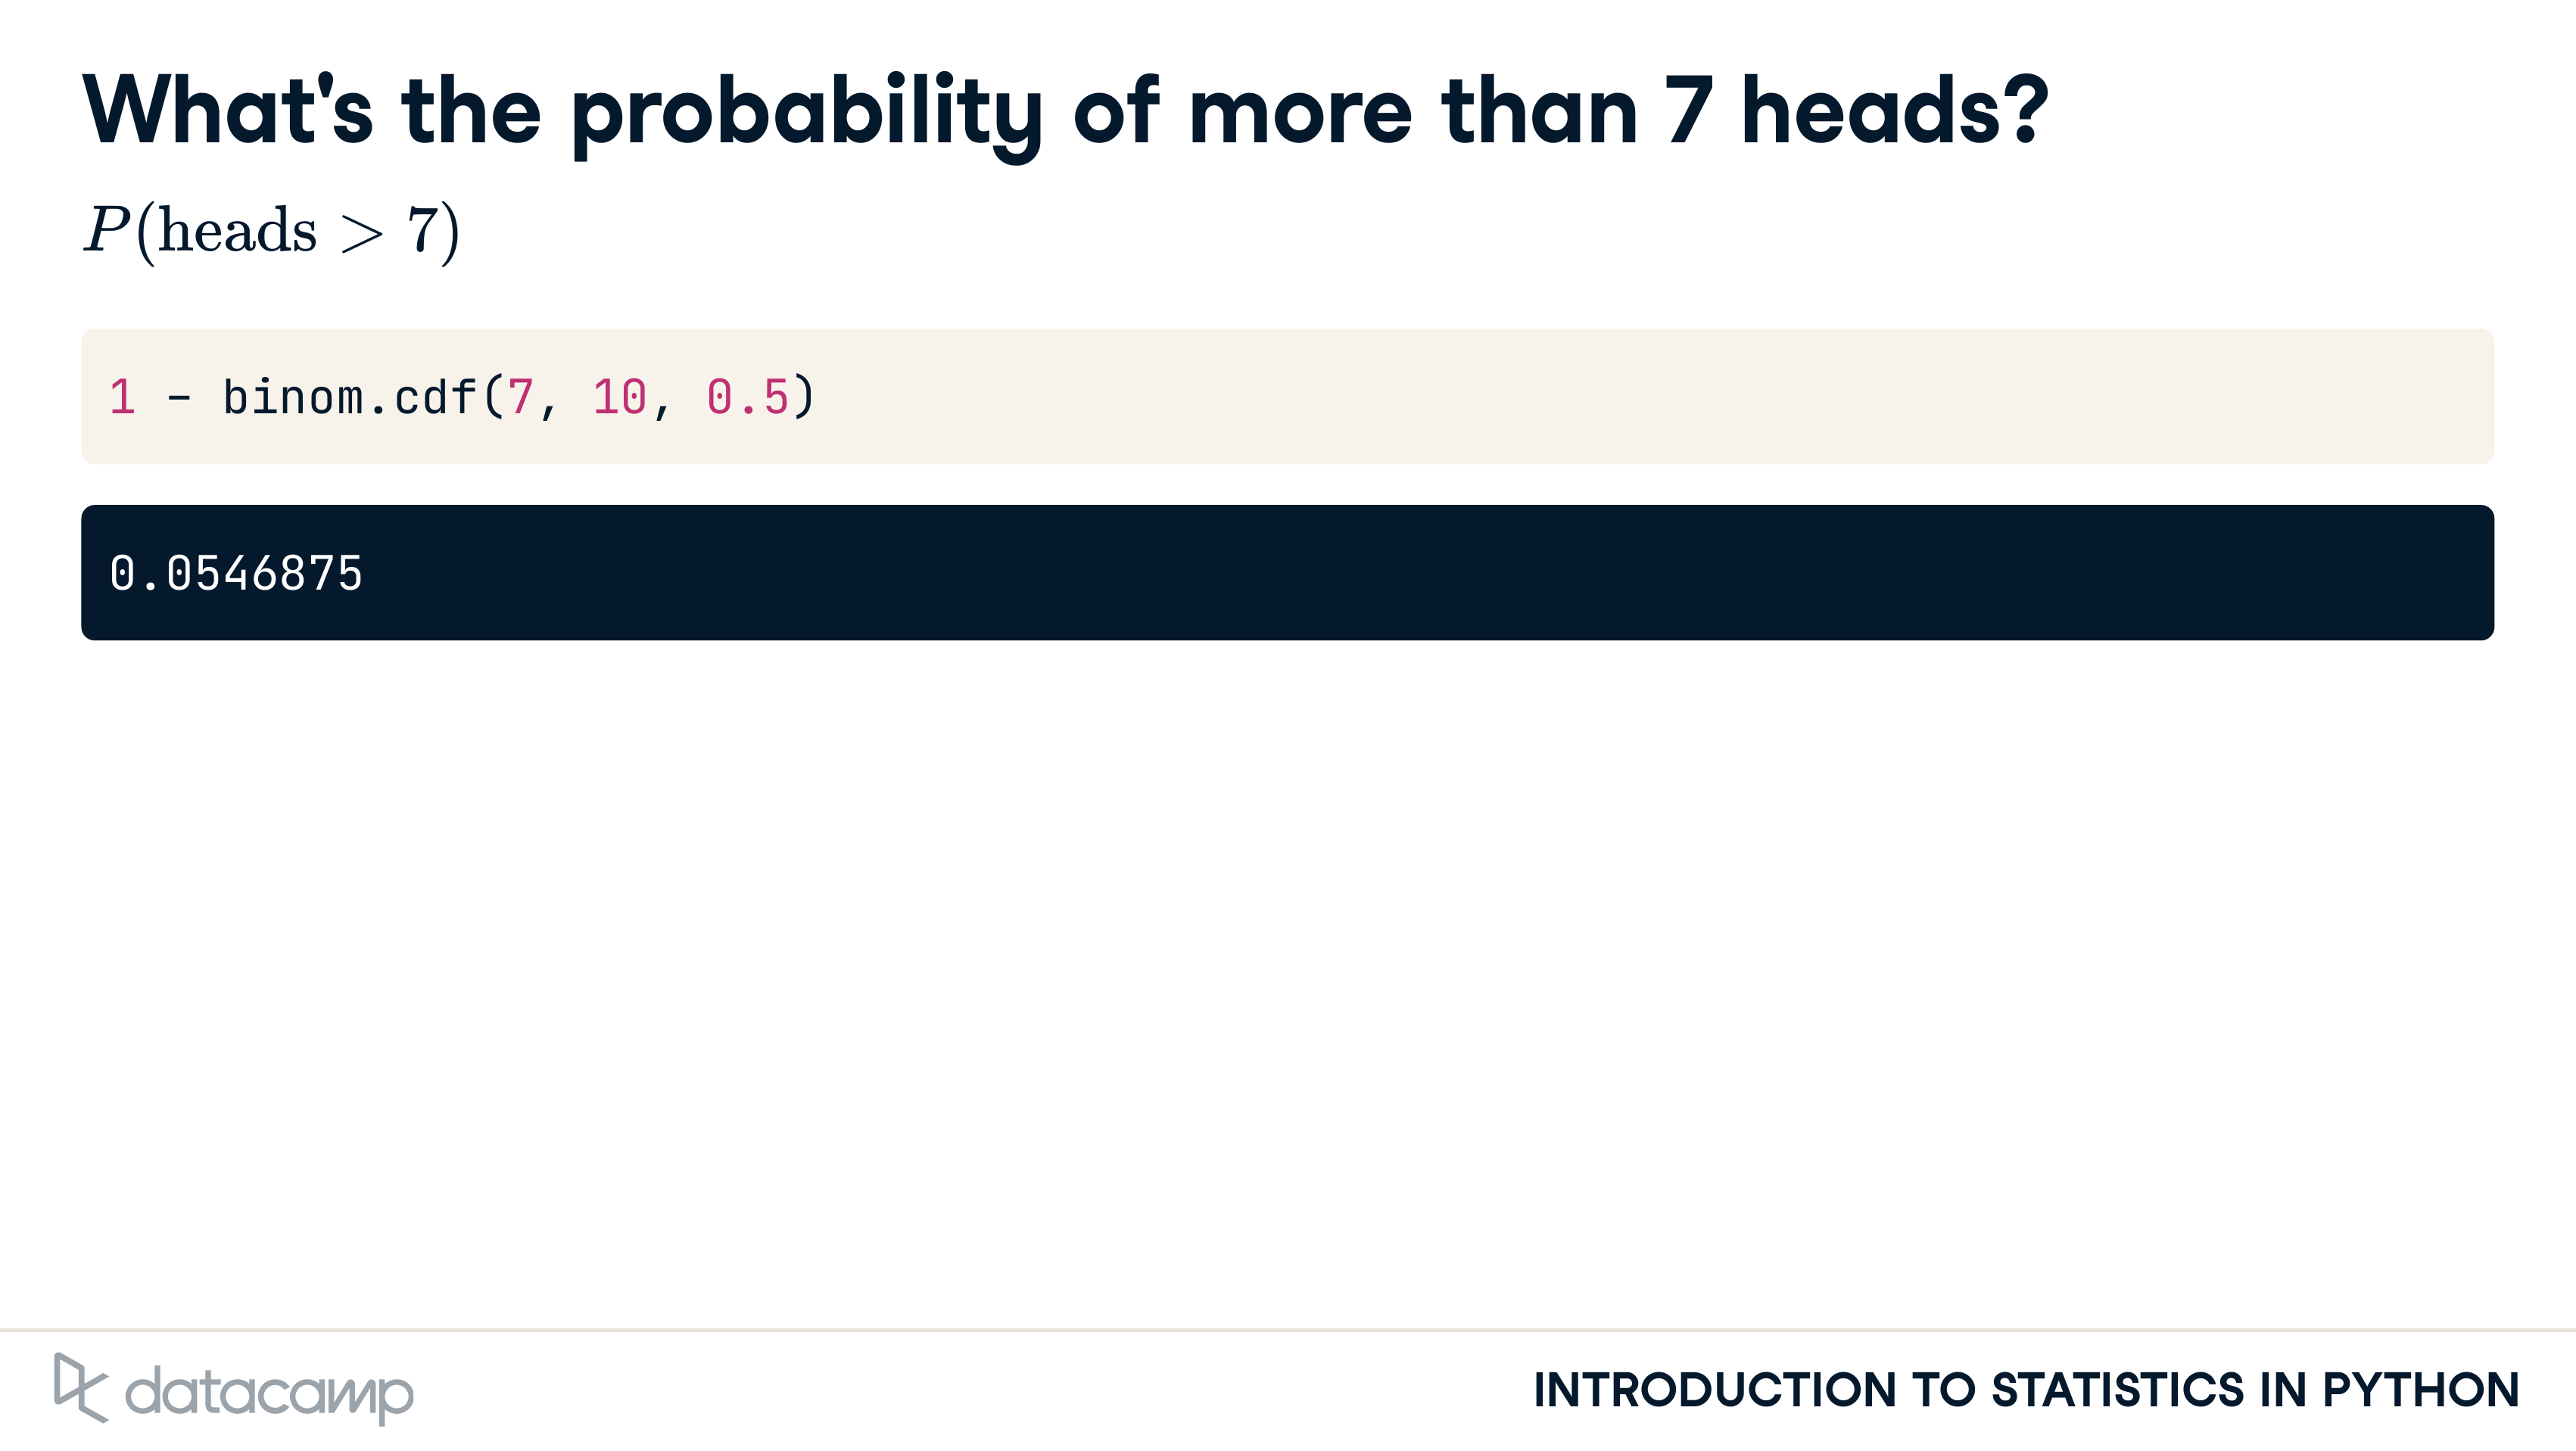 What's the probability of more than 7 heads?
P(heads > 7)
1 - binom.cdf(7, 10, 0.5)
0.0546875
datacamp
INTRODUCTION TO STATISTICS IN PYTHON